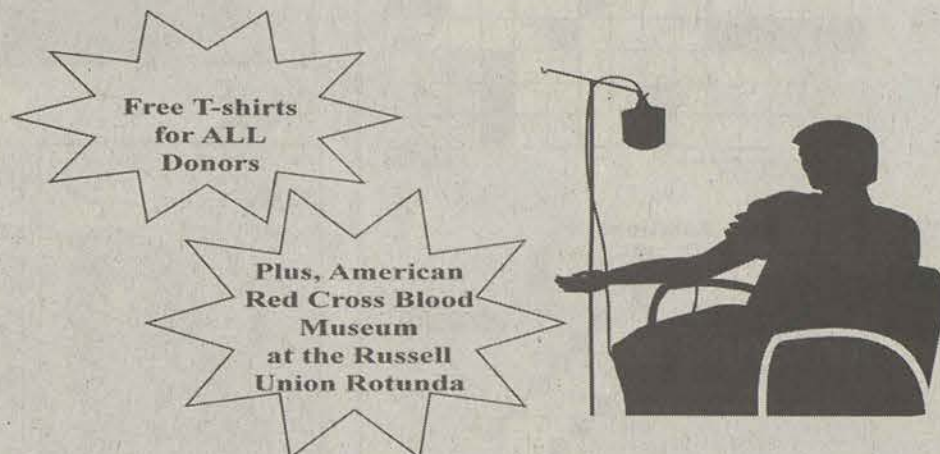 Free T-shirts
for ALL
Donors
Plus, American
Red Cross Blood
Museum
at the Russell
Union Rotunda